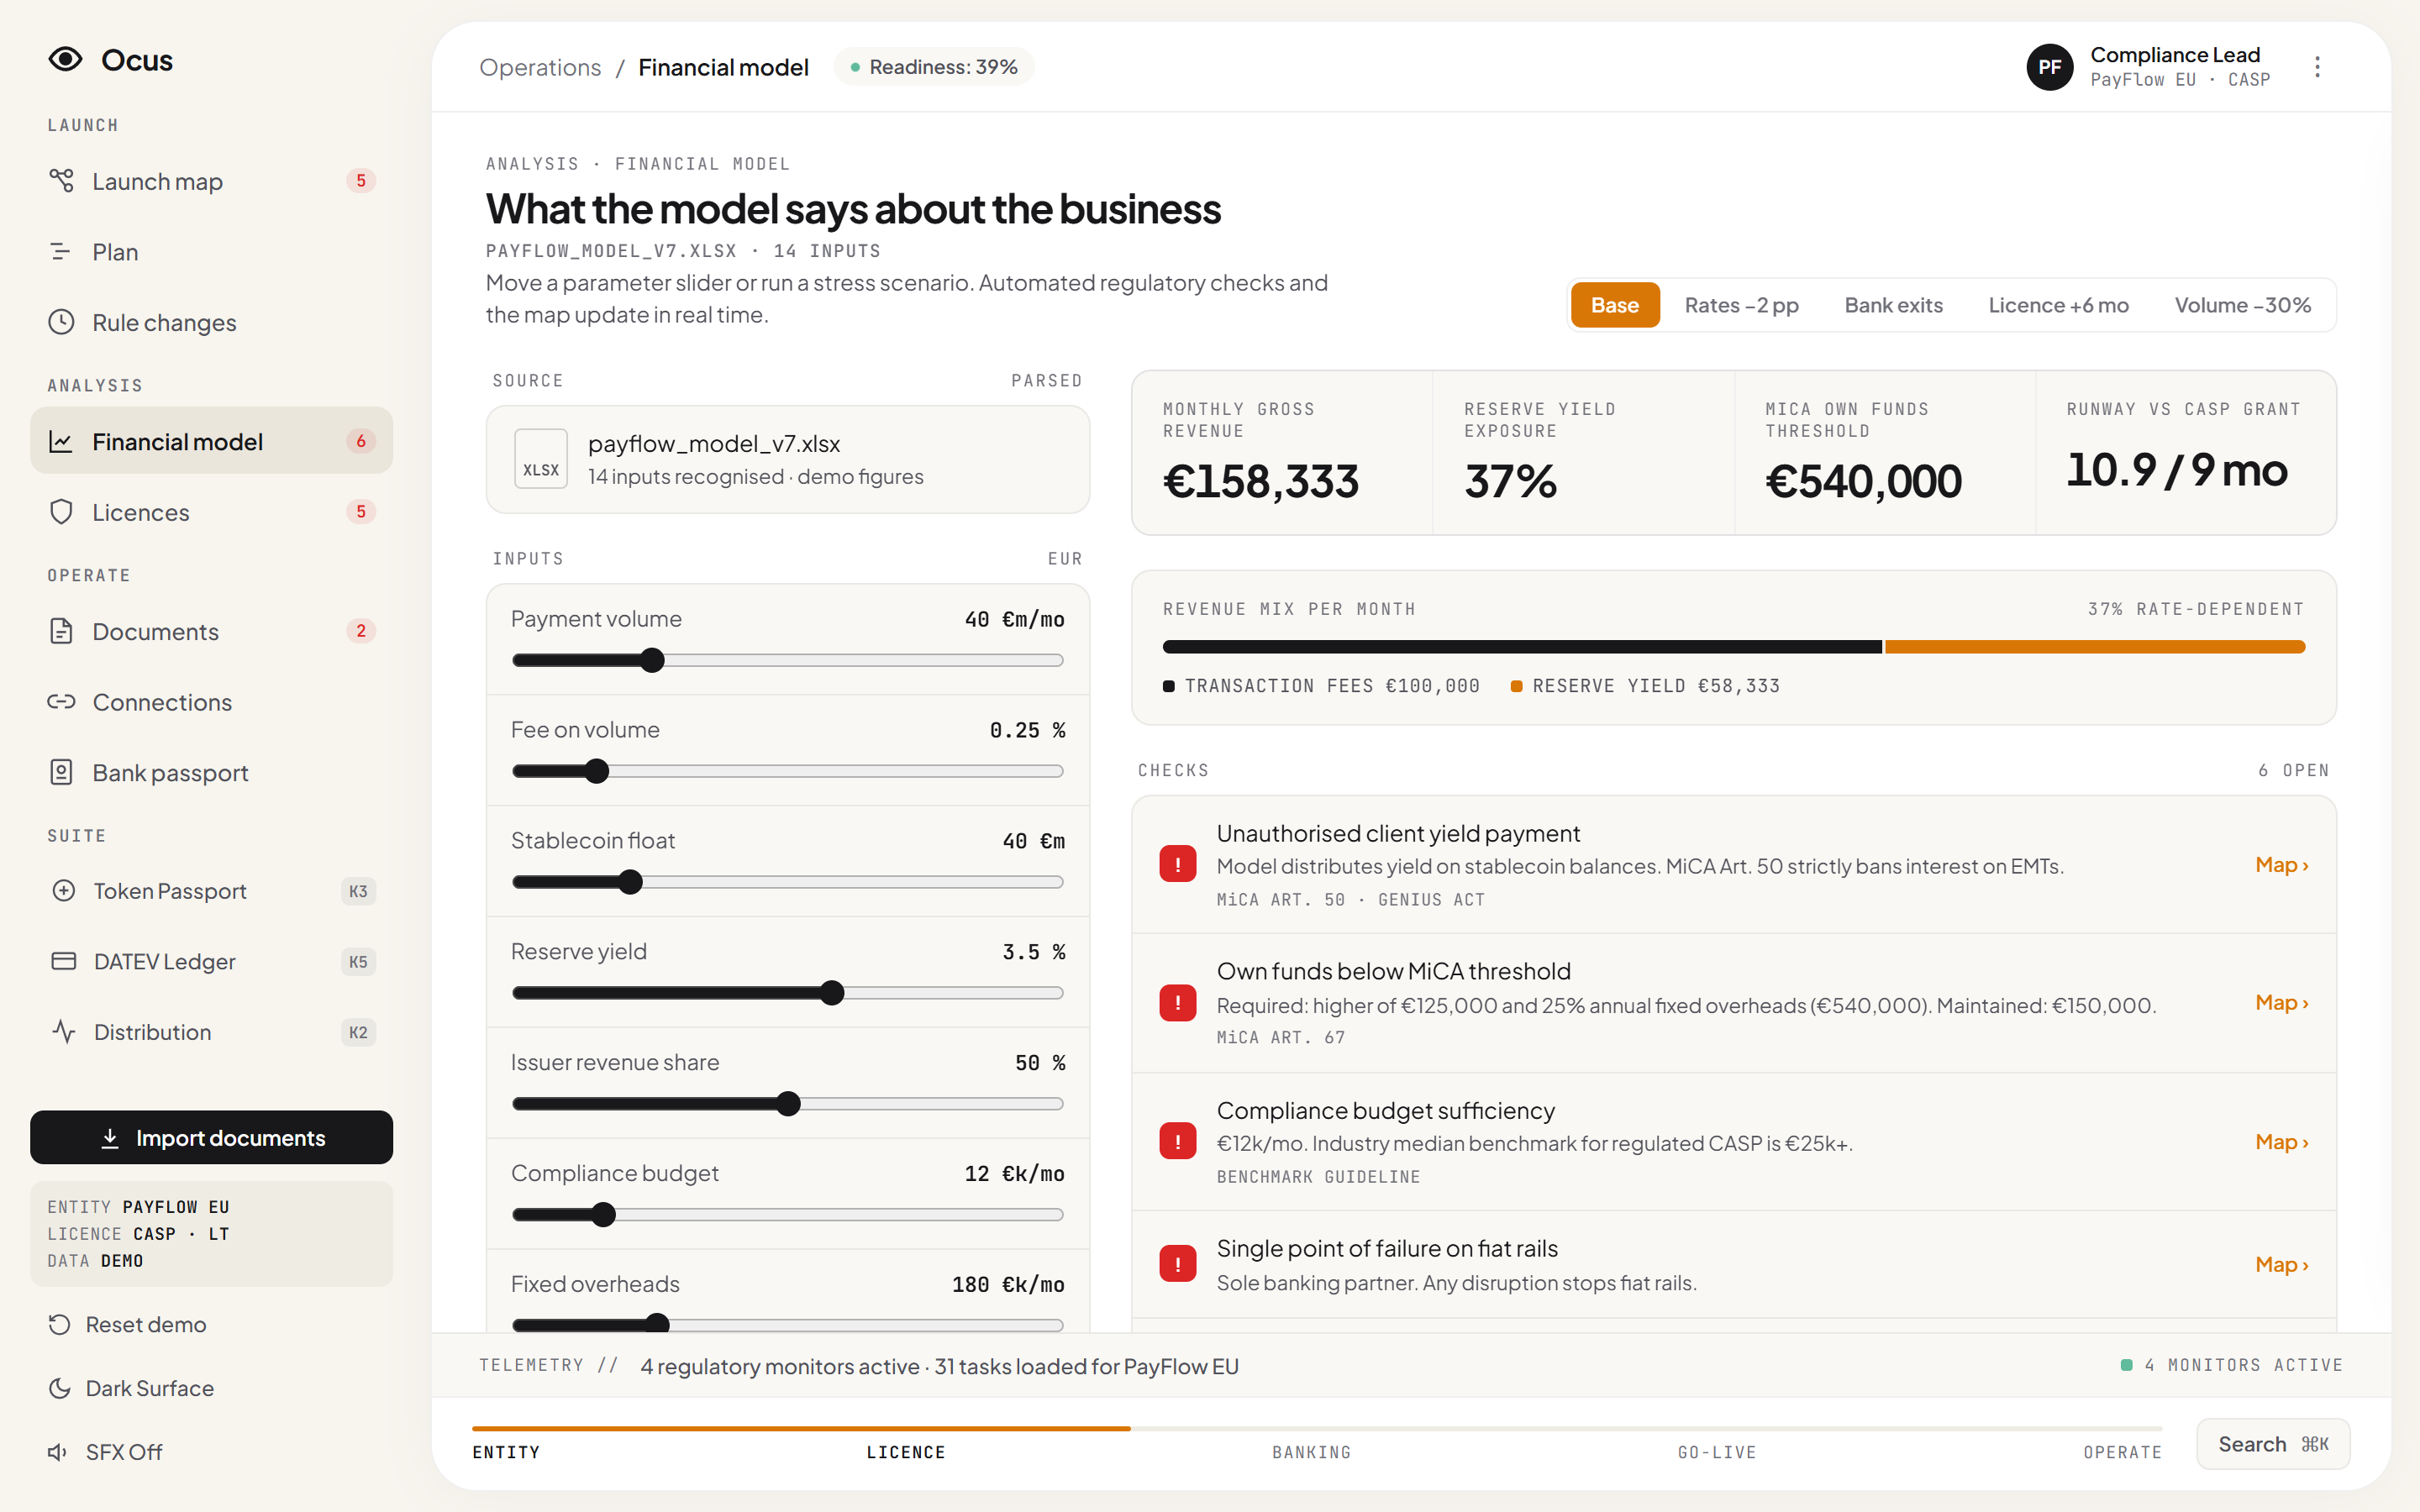 Ocus
LAUNCH
Launch map 5
Plan
Rule changes
ANALYSIS
Financial model 6
Licences 5
OPERATE
Documents 2
Connections
Bank passport
SUITE
Token Passport K3
DATEV Ledger K5
Distribution K2
Import documents
ENTITY PAYFLOW EU
LICENCE CASP · LT
DATA DEMO
Reset demo
Dark Surface
SFX Off
Operations / Financial model
Readiness: 39%
PF
Compliance Lead
PayFlow EU · CASP
ANALYSIS · FINANCIAL MODEL
What the model says about the business
PAYFLOW_MODEL_V7.XLSX · 14 INPUTS
Move a parameter slider or run a stress scenario. Automated regulatory checks and
the map update in real time.
Base Rates −2 pp Bank exits Licence +6 mo Volume −30%
SOURCE PARSED
XLSX
payflow_model_v7.xlsx
14 inputs recognised · demo figures
INPUTS EUR
Payment volume 40 €m/mo
Fee on volume 0.25 %
Stablecoin float 40 €m
Reserve yield 3.5 %
Issuer revenue share 50 %
Compliance budget 12 €k/mo
Fixed overheads 180 €k/mo
MONTHLY GROSS
REVENUE
€158,333
RESERVE YIELD
EXPOSURE
37%
MICA OWN FUNDS
THRESHOLD
€540,000
RUNWAY VS CASP GRANT
10.9 / 9 mo
REVENUE MIX PER MONTH 37% RATE-DEPENDENT
TRANSACTION FEES €100,000 RESERVE YIELD €58,333
CHECKS 6 OPEN
!
Unauthorised client yield payment
Model distributes yield on stablecoin balances. MiCA Art. 50 strictly bans interest on EMTs.
MiCA ART. 50 · GENIUS ACT
Map ›
!
Own funds below MiCA threshold
Required: higher of €125,000 and 25% annual fixed overheads (€540,000). Maintained: €150,000.
MiCA ART. 67
Map ›
!
Compliance budget sufficiency
€12k/mo. Industry median benchmark for regulated CASP is €25k+.
BENCHMARK GUIDELINE
Map ›
!
Single point of failure on fiat rails
Sole banking partner. Any disruption stops fiat rails.
Map ›
TELEMETRY // 4 regulatory monitors active · 31 tasks loaded for PayFlow EU
4 MONITORS ACTIVE
ENTITY LICENCE BANKING GO-LIVE OPERATE
Search ⌘K